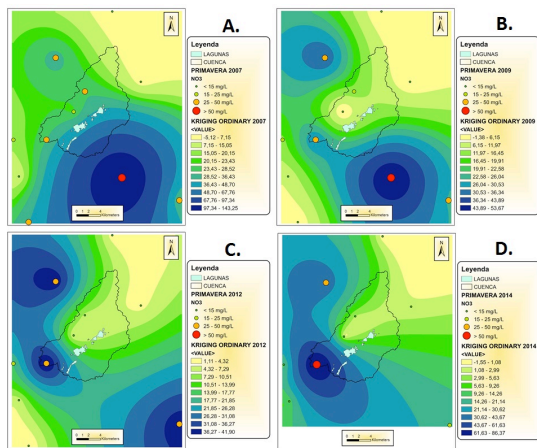 A.
N
Leyenda
LAGUNAS
CUENCA
PRIMAVERA 2007
NO3
< 15 mg/L
15 - 25 mg/L
25 - 50 mg/L
> 50 mg/L
KRIGING ORDINARY 2007
<VALUE>
-5,12 - 7,15
7,15 - 15,05
15,05 - 20,15
20,15 - 23,43
23,43 - 28,52
28,52 - 36,43
36,43 - 48,70
48,70 - 67,76
67,76 - 97,34
97,34 - 143,25
B.
N
Leyenda
LAGUNAS
CUENCA
PRIMAVERA 2009
NO3
< 15 mg/L
15 - 25 mg/L
25 - 50 mg/L
> 50 mg/L
KRIGING ORDINARY 2009
<VALUE>
-1,38 - 6,15
6,15 - 11,97
11,97 - 16,45
16,45 - 19,91
19,91 - 22,58
22,58 - 26,04
26,04 - 30,53
30,53 - 36,34
36,34 - 43,89
43,89 - 53,67
C.
N
Leyenda
LAGUNAS
CUENCA
PRIMAVERA 2012
NO3
< 15 mg/L
15 - 25 mg/L
25 - 50 mg/L
> 50 mg/L
KRIGING ORDINARY 2012
<VALUE>
1,11 - 4,32
4,32 - 7,29
7,29 - 10,51
10,51 - 13,99
13,99 - 17,77
17,77 - 21,85
21,85 - 26,28
26,28 - 31,08
31,08 - 36,27
36,27 - 41,90
D.
N
Leyenda
LAGUNAS
CUENCA
PRIMAVERA 2014
NO3
< 15 mg/L
15 - 25 mg/L
25 - 50 mg/L
> 50 mg/L
KRIGING ORDINARY 2014
<VALUE>
-1,55 - 1,08
1,08 - 2,99
2,99 - 5,63
5,63 - 9,26
9,26 - 14,26
14,26 - 21,14
21,14 - 30,62
30,62 - 43,67
43,67 - 61,63
61,63 - 86,37